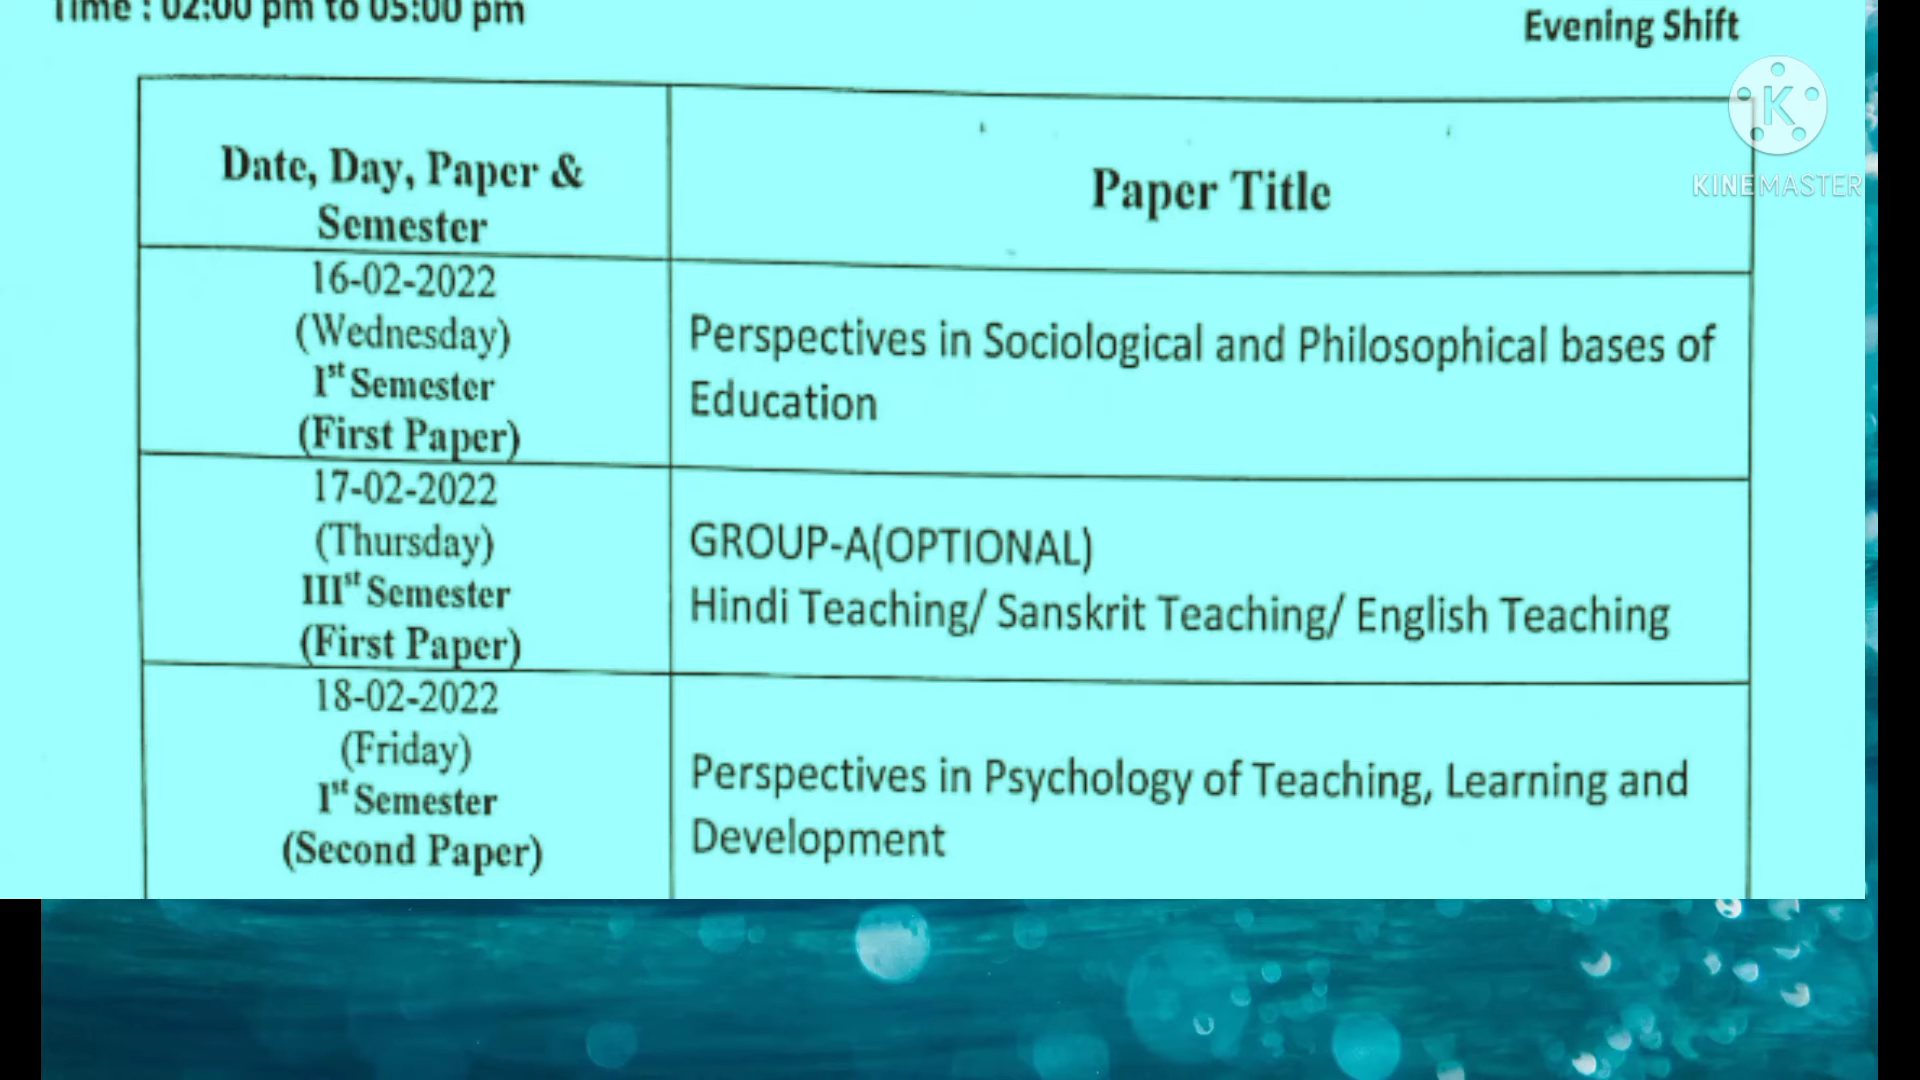 Time : 02:00 pm to 05:00 pm
Evening Shift
Date, Day, Paper &
Semester
Paper Title
16-02-2022
(Wednesday)
Ist Semester
(First Paper)
Perspectives in Sociological and Philosophical bases of
Education
17-02-2022
(Thursday)
IIIst Semester
(First Paper)
GROUP-A(OPTIONAL)
Hindi Teaching/ Sanskrit Teaching/ English Teaching
18-02-2022
(Friday)
Ist Semester
(Second Paper)
Perspectives in Psychology of Teaching, Learning and
Development
K
KINEMASTER